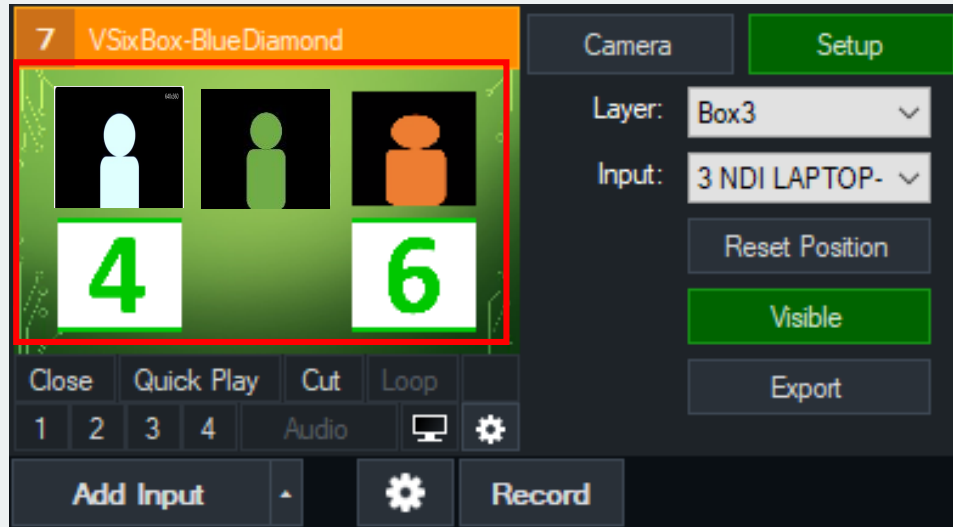 7 VSixBox-BlueDiamond
4
6
Close Quick Play Cut Loop
1 2 3 4 Audio
Add Input Record
Camera Setup
Layer: Box3
Input: 3 NDI LAPTOP-
Reset Position
Visible
Export